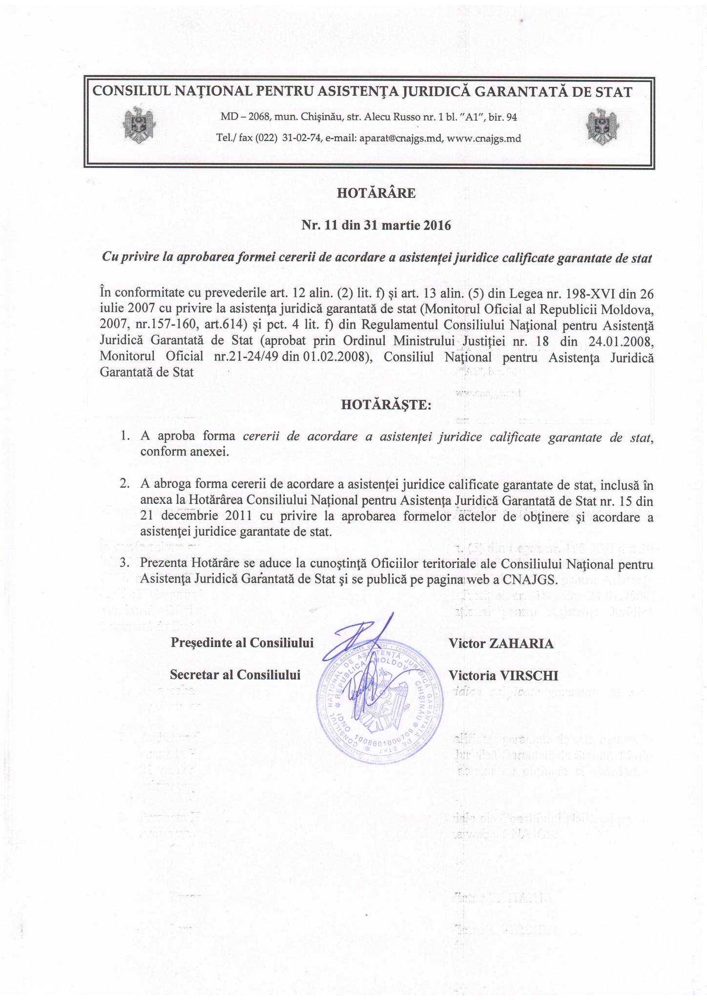 CONSILIUL NAŢIONAL PENTRU ASISTENŢA JURIDICĂ GARANTATĂ DE STAT
MD – 2068, mun. Chişinău, str. Alecu Russo nr. 1 bl. ”A1”, bir. 94
Tel./ fax (022) 31-02-74, e-mail: aparat@cnajgs.md, www.cnajgs.md
HOTĂRÂRE
Nr. 11 din 31 martie 2016
Cu privire la aprobarea formei cererii de acordare a asistenței juridice calificate garantate de stat
În conformitate cu prevederile art. 12 alin. (2) lit. f) și art. 13 alin. (5) din Legea nr. 198-XVI din 26
iulie 2007 cu privire la asistenţa juridică garantată de stat (Monitorul Oficial al Republicii Moldova,
2007, nr.157-160, art.614) și pct. 4 lit. f) din Regulamentul Consiliului Naţional pentru Asistenţă
Juridică Garantată de Stat (aprobat prin Ordinul Ministrului Justiției nr. 18 din 24.01.2008,
Monitorul Oficial nr.21-24/49 din 01.02.2008), Consiliul Naţional pentru Asistenţa Juridică
Garantată de Stat
HOTĂRĂŞTE:
1. A aproba forma cererii de acordare a asistenței juridice calificate garantate de stat,
conform anexei.
2. A abroga forma cererii de acordare a asistenței juridice calificate garantate de stat, inclusă în
anexa la Hotărârea Consiliului Național pentru Asistența Juridică Garantată de Stat nr. 15 din
21 decembrie 2011 cu privire la aprobarea formelor actelor de obţinere şi acordare a
asistenţei juridice garantate de stat.
3. Prezenta Hotărâre se aduce la cunoştinţă Oficiilor teritoriale ale Consiliului Naţional pentru
Asistenţa Juridică Garantată de Stat şi se publică pe pagina web a CNAJGS.
Preşedinte al Consiliului Victor ZAHARIA
Secretar al Consiliului Victoria VIRSCHI
CONSILIUL NAŢIONAL DE ASISTENŢĂ JURIDICĂ GARANTATĂ DE STAT
REPUBLICA MOLDOVA CHIȘINĂU
IDNO 1008601000709